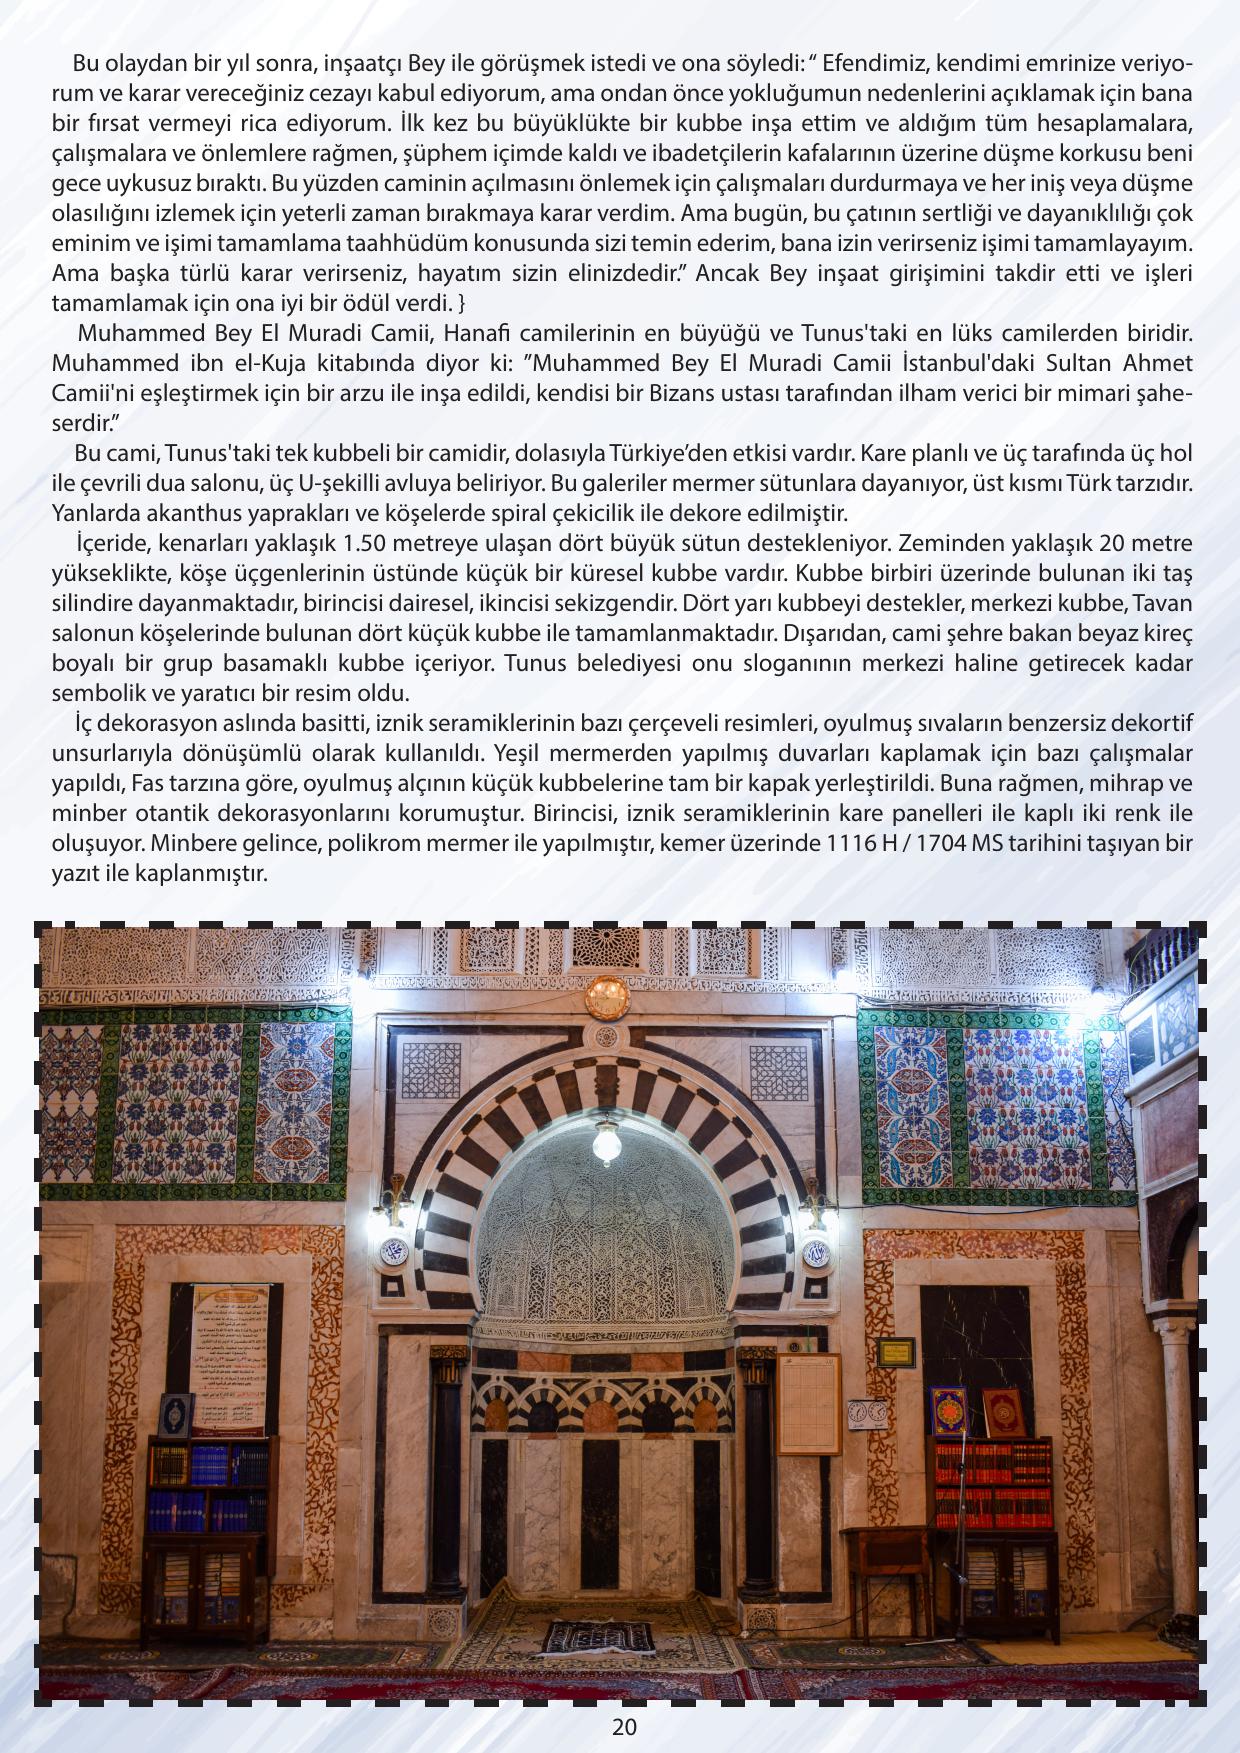 Bu olaydan bir yıl sonra, inşaatçı Bey ile görüşmek istedi ve ona söyledi: “ Efendimiz, kendimi emrinize veriyo-
rum ve karar vereceğiniz cezayı kabul ediyorum, ama ondan önce yokluğumun nedenlerini açıklamak için bana
bir fırsat vermeyi rica ediyorum. İlk kez bu büyüklükte bir kubbe inşa ettim ve aldığım tüm hesaplamalara,
çalışmalara ve önlemlere rağmen, şüphem içimde kaldı ve ibadetçilerin kafalarının üzerine düşme korkusu beni
gece uykusuz bıraktı. Bu yüzden caminin açılmasını önlemek için çalışmaları durdurmaya ve her iniş veya düşme
olasılığını izlemek için yeterli zaman bırakmaya karar verdim. Ama bugün, bu çatının sertliği ve dayanıklılığı çok
eminim ve işimi tamamlama taahhüdüm konusunda sizi temin ederim, bana izin verirseniz işimi tamamlayayım.
Ama başka türlü karar verirseniz, hayatım sizin elinizdedir.” Ancak Bey inşaat girişimini takdir etti ve işleri
tamamlamak için ona iyi bir ödül verdi. }
Muhammed Bey El Muradi Camii, Hanafi camilerinin en büyüğü ve Tunus'taki en lüks camilerden biridir.
Muhammed ibn el-Kuja kitabında diyor ki: ”Muhammed Bey El Muradi Camii İstanbul'daki Sultan Ahmet
Camii'ni eşleştirmek için bir arzu ile inşa edildi, kendisi bir Bizans ustası tarafından ilham verici bir mimari şahe-
serdir.”
Bu cami, Tunus'taki tek kubbeli bir camidir, dolasıyla Türkiye’den etkisi vardır. Kare planlı ve üç tarafında üç hol
ile çevrili dua salonu, üç U-şekilli avluya beliriyor. Bu galeriler mermer sütunlara dayanıyor, üst kısmı Türk tarzıdır.
Yanlarda akanthus yaprakları ve köşelerde spiral çekicilik ile dekore edilmiştir.
İçeride, kenarları yaklaşık 1.50 metreye ulaşan dört büyük sütun destekleniyor. Zeminden yaklaşık 20 metre
yükseklikte, köşe üçgenlerinin üstünde küçük bir küresel kubbe vardır. Kubbe birbiri üzerinde bulunan iki taş
silindire dayanmaktadır, birincisi dairesel, ikincisi sekizgendir. Dört yarı kubbeyi destekler, merkezi kubbe, Tavan
salonun köşelerinde bulunan dört küçük kubbe ile tamamlanmaktadır. Dışarıdan, cami şehre bakan beyaz kireç
boyalı bir grup basamaklı kubbe içeriyor. Tunus belediyesi onu sloganının merkezi haline getirecek kadar
sembolik ve yaratıcı bir resim oldu.
İç dekorasyon aslında basitti, iznik seramiklerinin bazı çerçeveli resimleri, oyulmuş sıvaların benzersiz dekortif
unsurlarıyla dönüşümlü olarak kullanıldı. Yeşil mermerden yapılmış duvarları kaplamak için bazı çalışmalar
yapıldı, Fas tarzına göre, oyulmuş alçının küçük kubbelerine tam bir kapak yerleştirildi. Buna rağmen, mihrap ve
minber otantik dekorasyonlarını korumuştur. Birincisi, iznik seramiklerinin kare panelleri ile kaplı iki renk ile
oluşuyor. Minbere gelince, polikrom mermer ile yapılmıştır, kemer üzerinde 1116 H / 1704 MS tarihini taşıyan bir
yazıt ile kaplanmıştır.
20